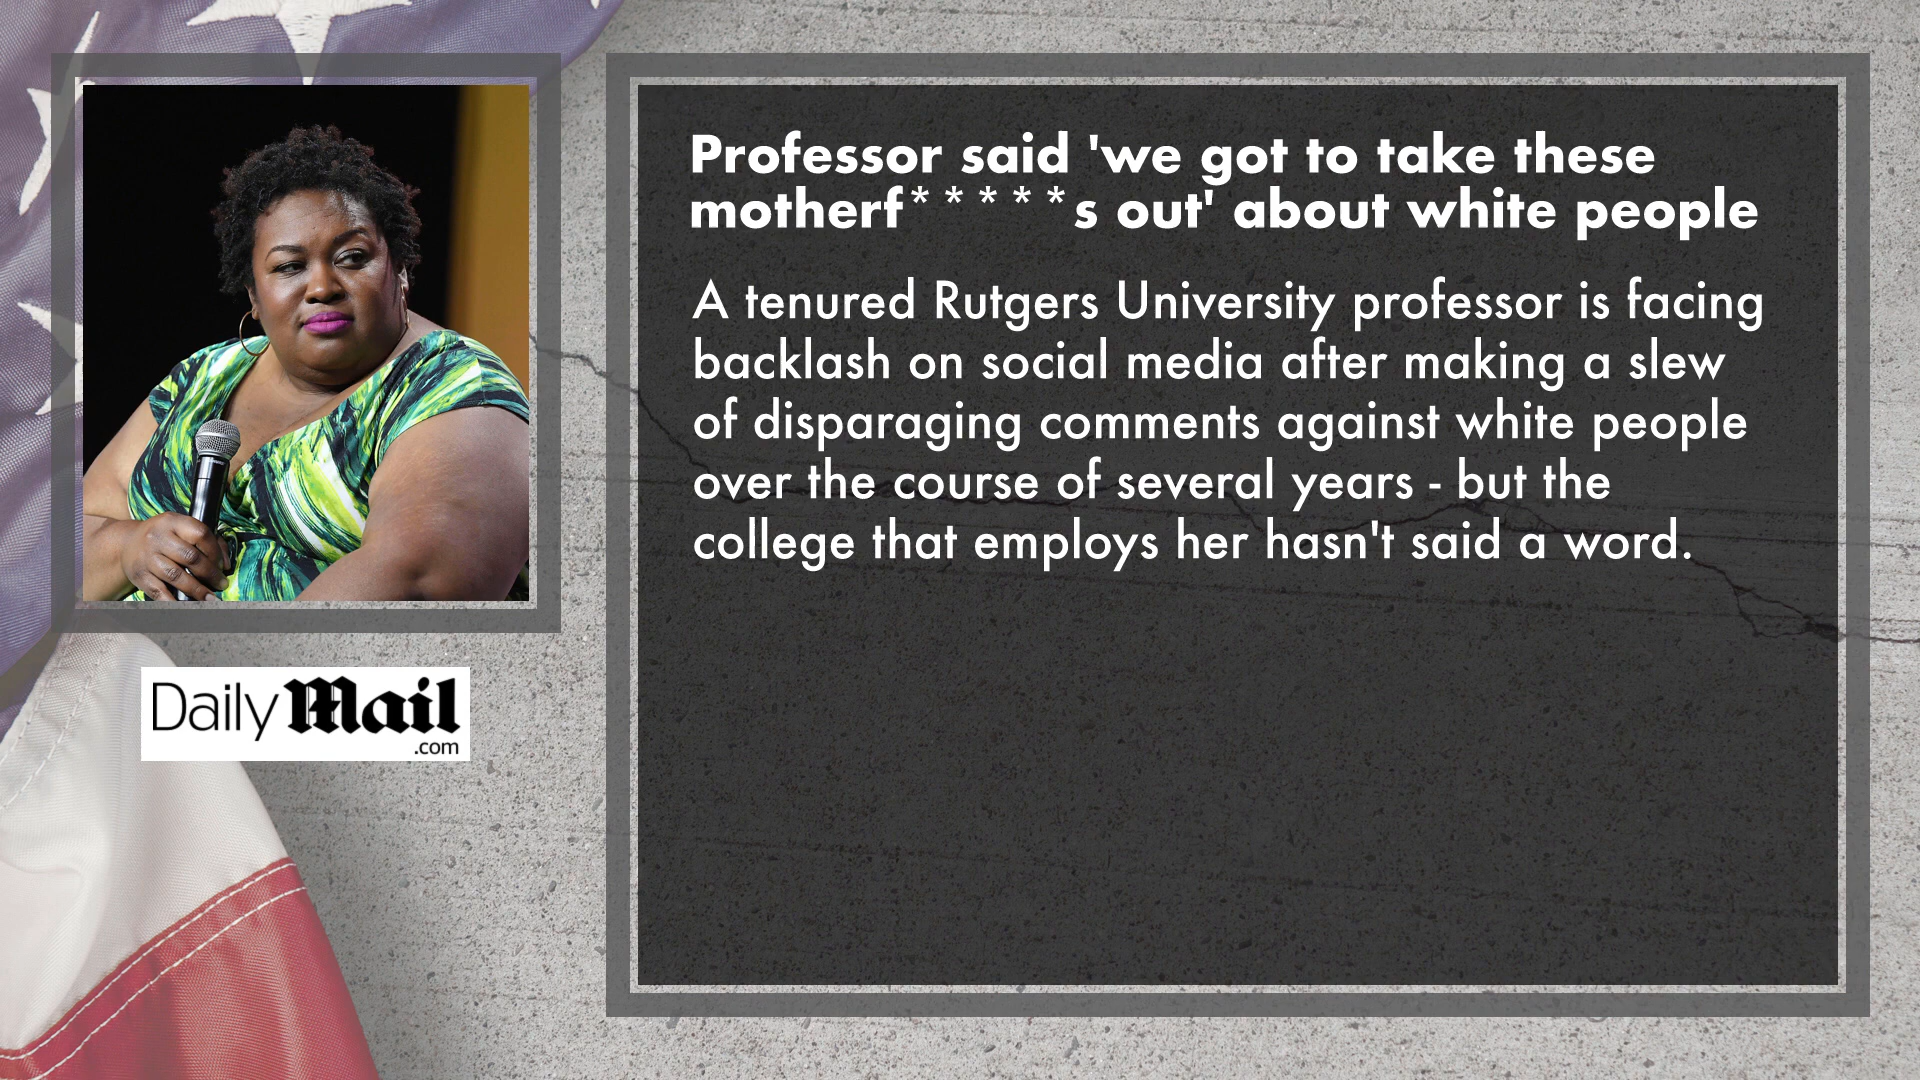 Professor said 'we got to take these
motherf*****s out' about white people
A tenured Rutgers University professor is facing
backlash on social media after making a slew
of disparaging comments against white people
over the course of several years - but the
college that employs her hasn't said a word.
Daily Mail
.com